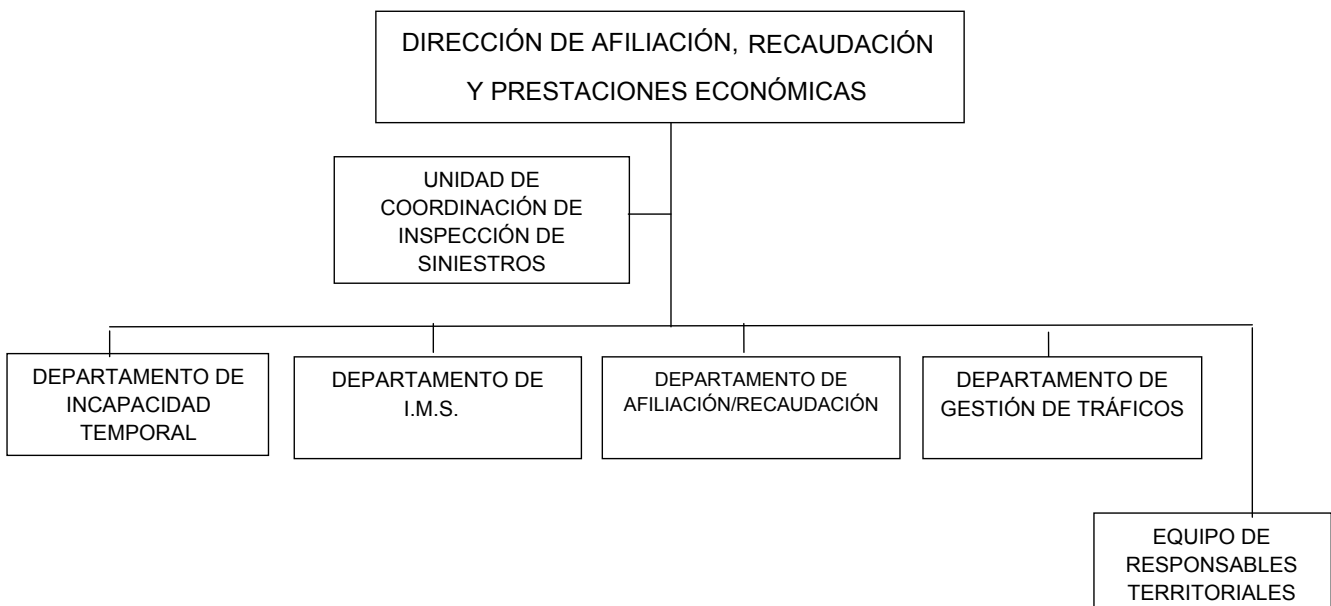 DIRECCIÓN DE AFILIACIÓN, RECAUDACIÓN
Y PRESTACIONES ECONÓMICAS
UNIDAD DE
COORDINACIÓN DE
INSPECCIÓN DE
SINIESTROS
DEPARTAMENTO DE
INCAPACIDAD
TEMPORAL
DEPARTAMENTO DE
I.M.S.
DEPARTAMENTO DE
AFILIACIÓN/RECAUDACIÓN
DEPARTAMENTO DE
GESTIÓN DE TRÁFICOS
EQUIPO DE
RESPONSABLES
TERRITORIALES